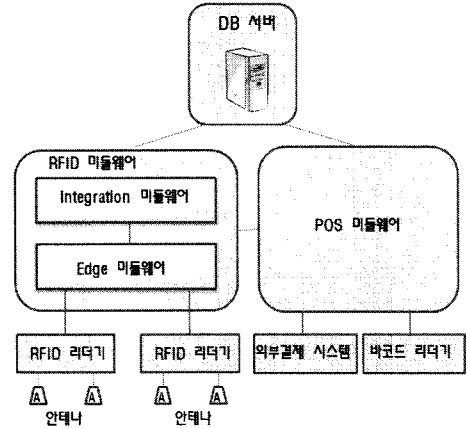 DB 서버
RFID 미들웨어
Integration 미들웨어
Edge 미들웨어
POS 미들웨어
RFID 리더기
RFID 리더기
외부결제 시스템
바코드 리더기
A A A A
안테나
안테나